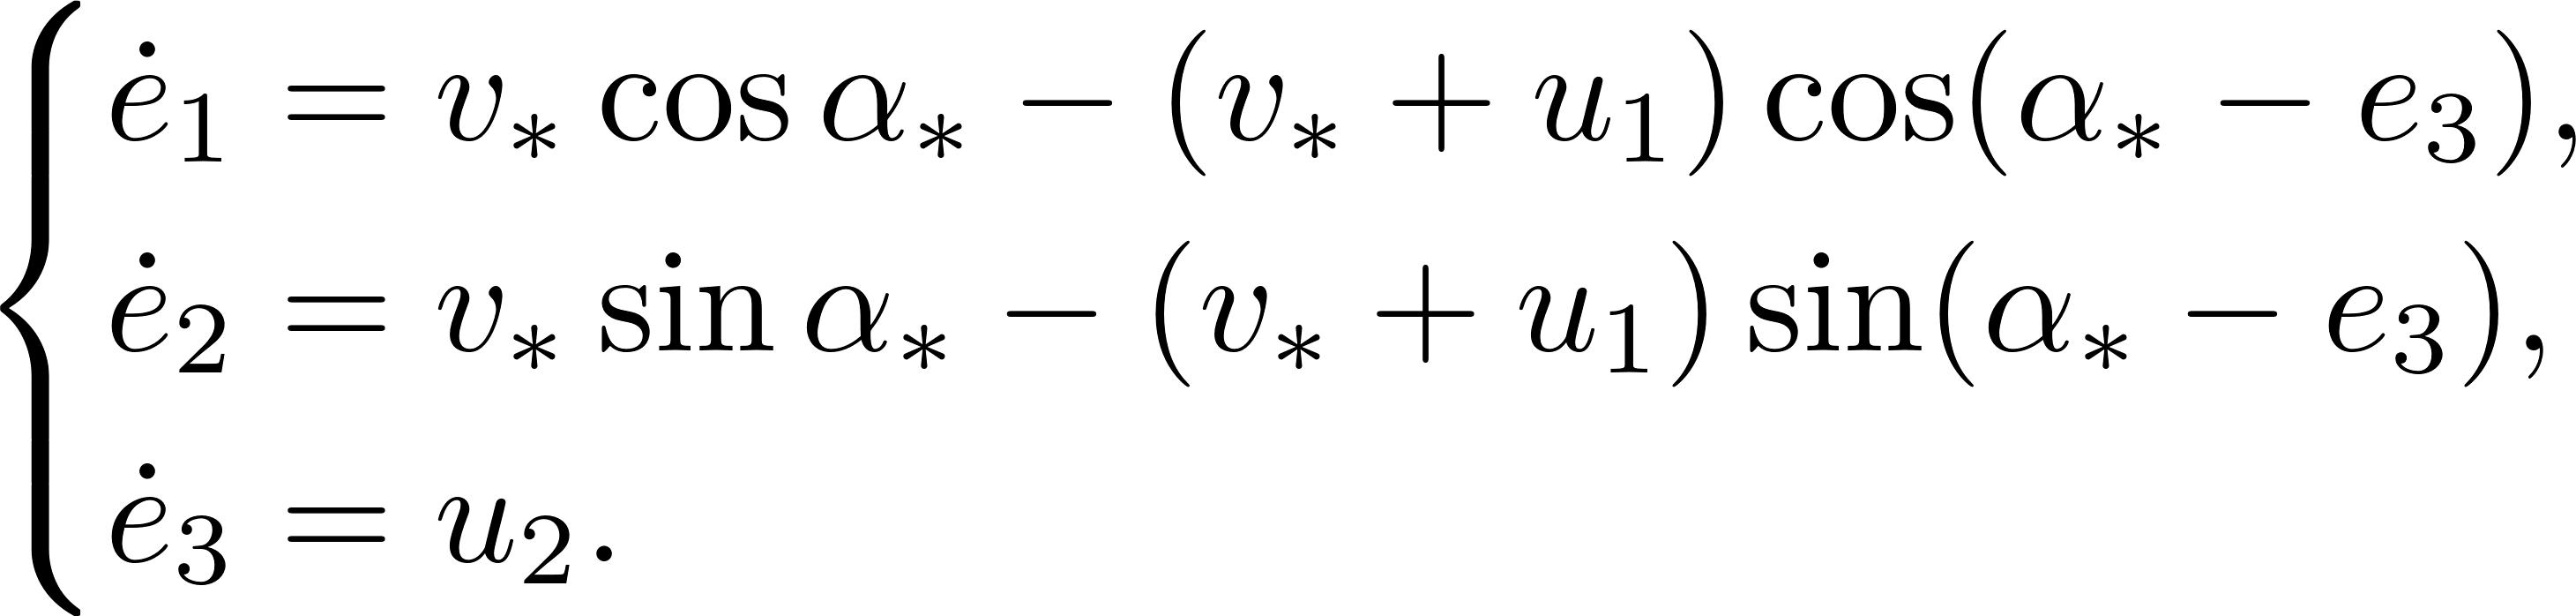 ė₁ = v∗ cos α∗ − (v∗ + u₁) cos(α∗ − e₃),
ė₂ = v∗ sin α∗ − (v∗ + u₁) sin(α∗ − e₃),
ė₃ = u₂.